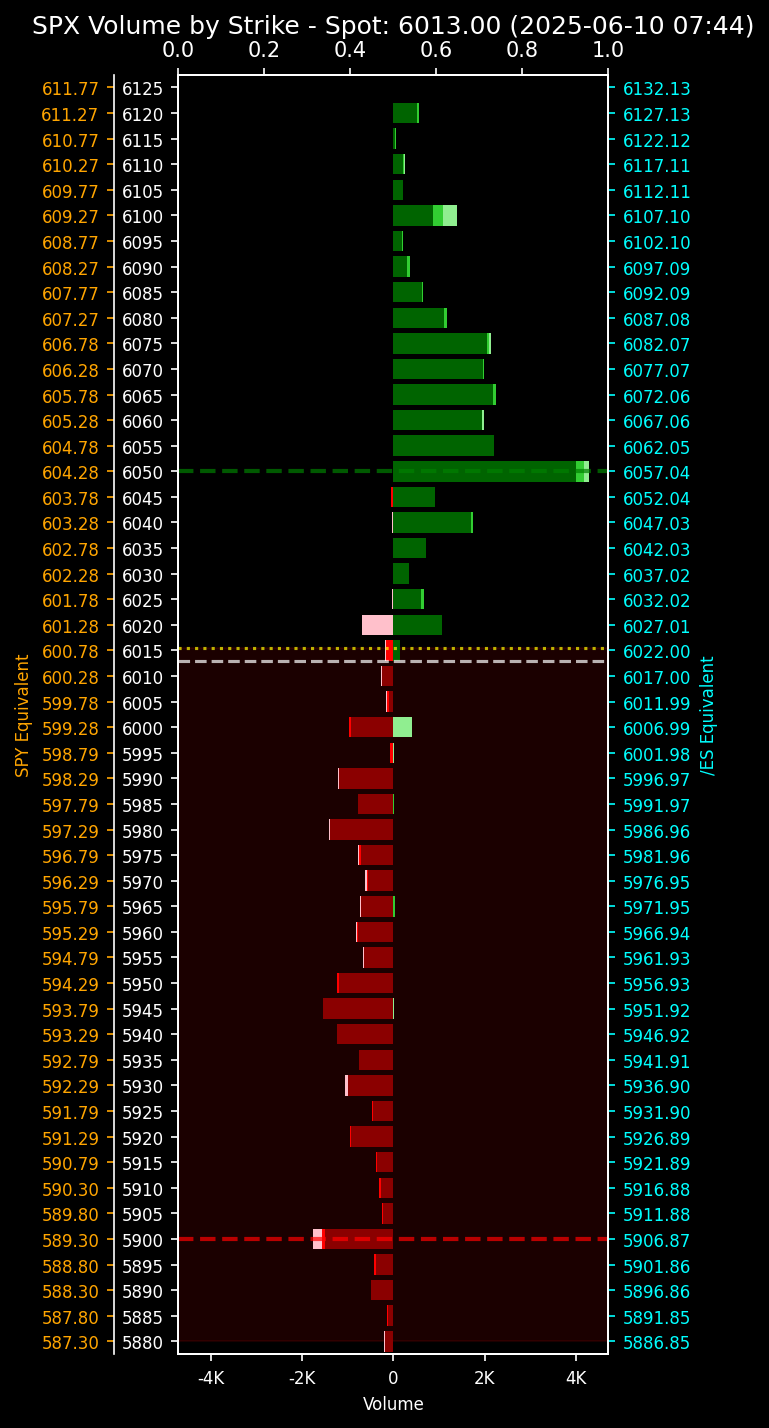 SPX Volume by Strike - Spot: 6013.00 (2025-06-10 07:44)
0.0 0.2 0.4 0.6 0.8 1.0
611.77 6125 6132.13
611.27 6120 6127.13
610.77 6115 6122.12
610.27 6110 6117.11
609.77 6105 6112.11
609.27 6100 6107.10
608.77 6095 6102.10
608.27 6090 6097.09
607.77 6085 6092.09
607.27 6080 6087.08
606.78 6075 6082.07
606.28 6070 6077.07
605.78 6065 6072.06
605.28 6060 6067.06
604.78 6055 6062.05
604.28 6050 6057.04
603.78 6045 6052.04
603.28 6040 6047.03
602.78 6035 6042.03
602.28 6030 6037.02
601.78 6025 6032.02
601.28 6020 6027.01
600.78 6015 6022.00
600.28 6010 6017.00
599.78 6005 6011.99
599.28 6000 6006.99
598.79 5995 6001.98
598.29 5990 5996.97
597.79 5985 5991.97
597.29 5980 5986.96
596.79 5975 5981.96
596.29 5970 5976.95
595.79 5965 5971.95
595.29 5960 5966.94
594.79 5955 5961.93
594.29 5950 5956.93
593.79 5945 5951.92
593.29 5940 5946.92
592.79 5935 5941.91
592.29 5930 5936.90
591.79 5925 5931.90
591.29 5920 5926.89
590.79 5915 5921.89
590.30 5910 5916.88
589.80 5905 5911.88
589.30 5900 5906.87
588.80 5895 5901.86
588.30 5890 5896.86
587.80 5885 5891.85
587.30 5880 5886.85
SPY Equivalent
/ES Equivalent
-4K -2K 0 2K 4K
Volume